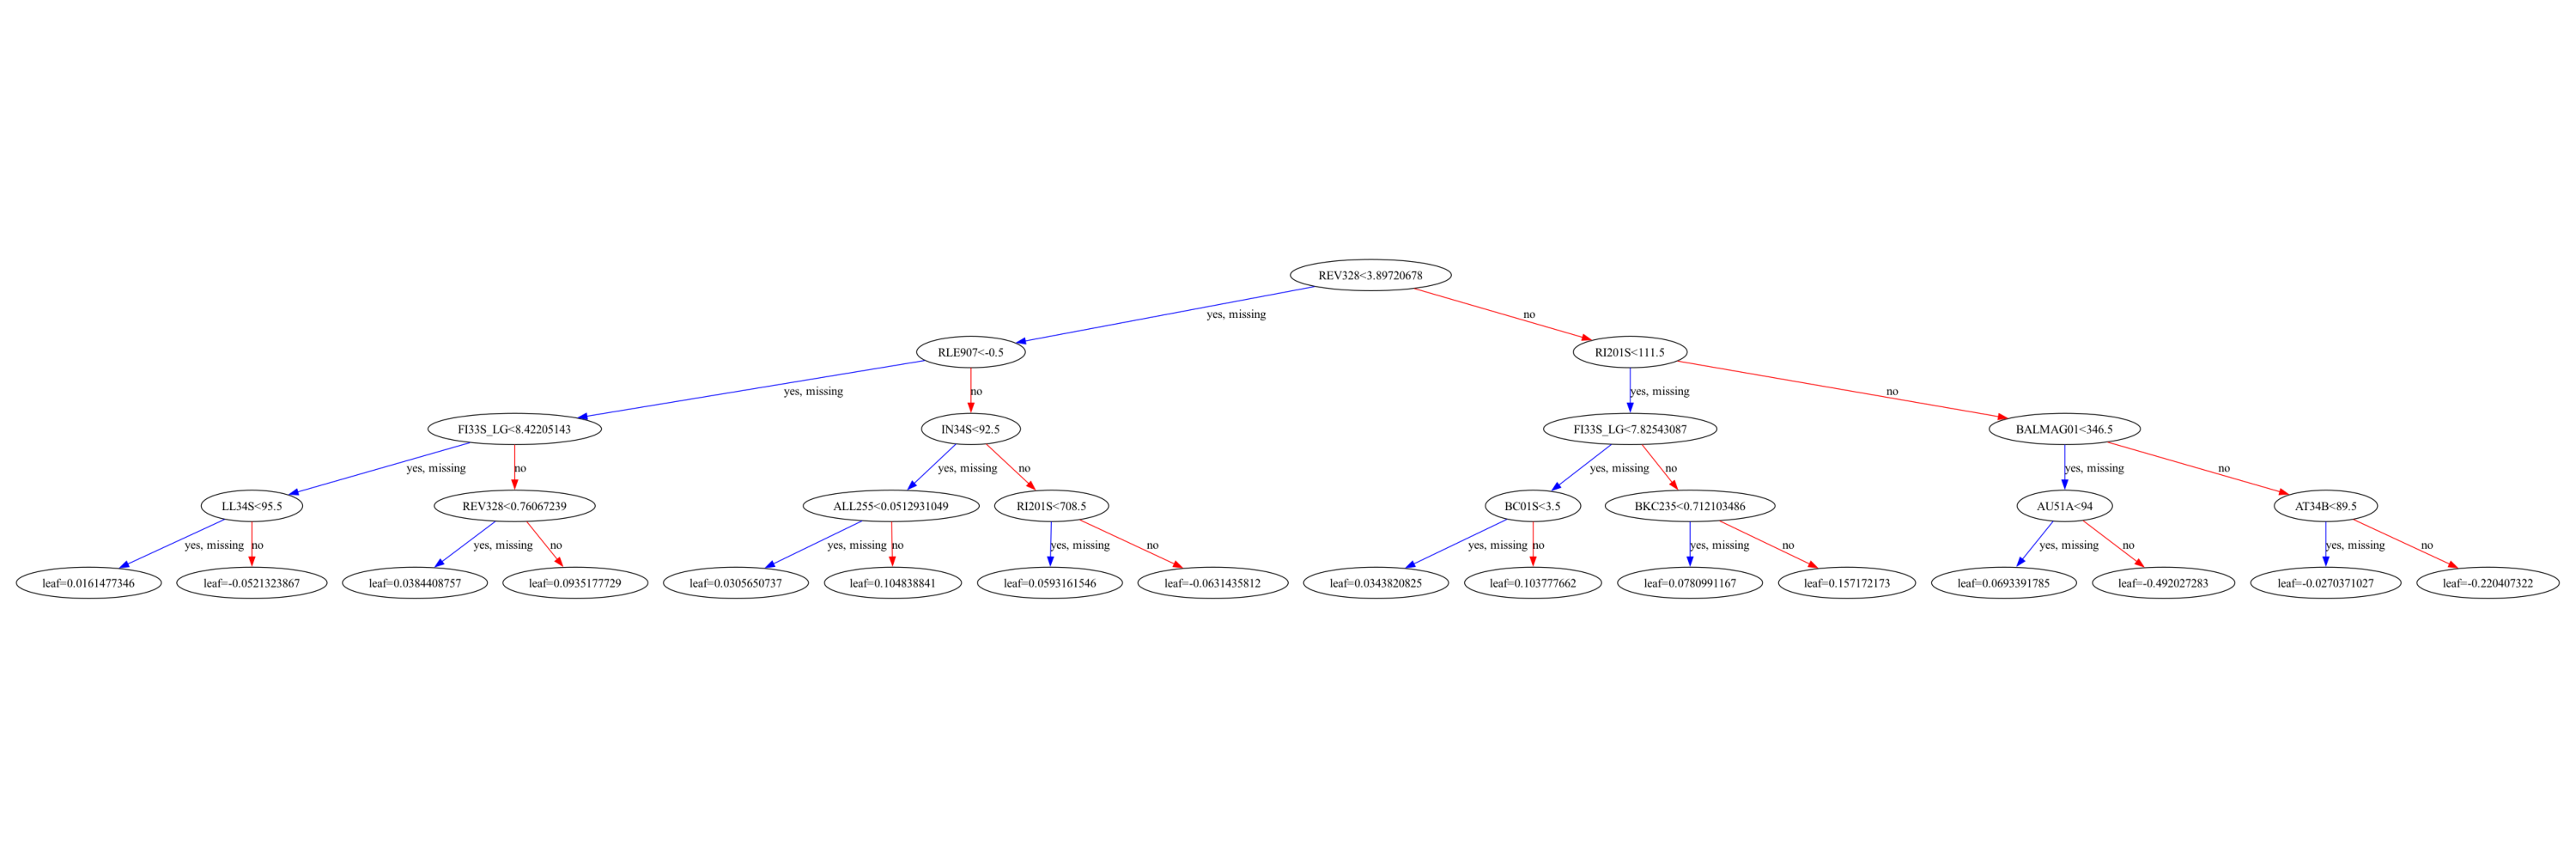 REV328<3.89720678
yes, missing
no
RLE907<-0.5
RI201S<111.5
yes, missing
no
yes, missing
no
FI33S_LG<8.42205143
IN34S<92.5
FI33S_LG<7.82543087
BALMAG01<346.5
yes, missing
no
yes, missing
no
yes, missing
no
yes, missing
no
LL34S<95.5
REV328<0.76067239
ALL255<0.0512931049
RI201S<708.5
BC01S<3.5
BKC235<0.712103486
AU51A<94
AT34B<89.5
yes, missing
no
yes, missing
no
yes, missing
no
yes, missing
no
yes, missing
no
yes, missing
no
yes, missing
no
yes, missing
no
leaf=0.0161477346
leaf=-0.0521323867
leaf=0.0384408757
leaf=0.0935177729
leaf=0.0305650737
leaf=0.104838841
leaf=0.0593161546
leaf=-0.0631435812
leaf=0.0343820825
leaf=0.103777662
leaf=0.0780991167
leaf=0.157172173
leaf=0.0693391785
leaf=-0.492027283
leaf=-0.0270371027
leaf=-0.220407322